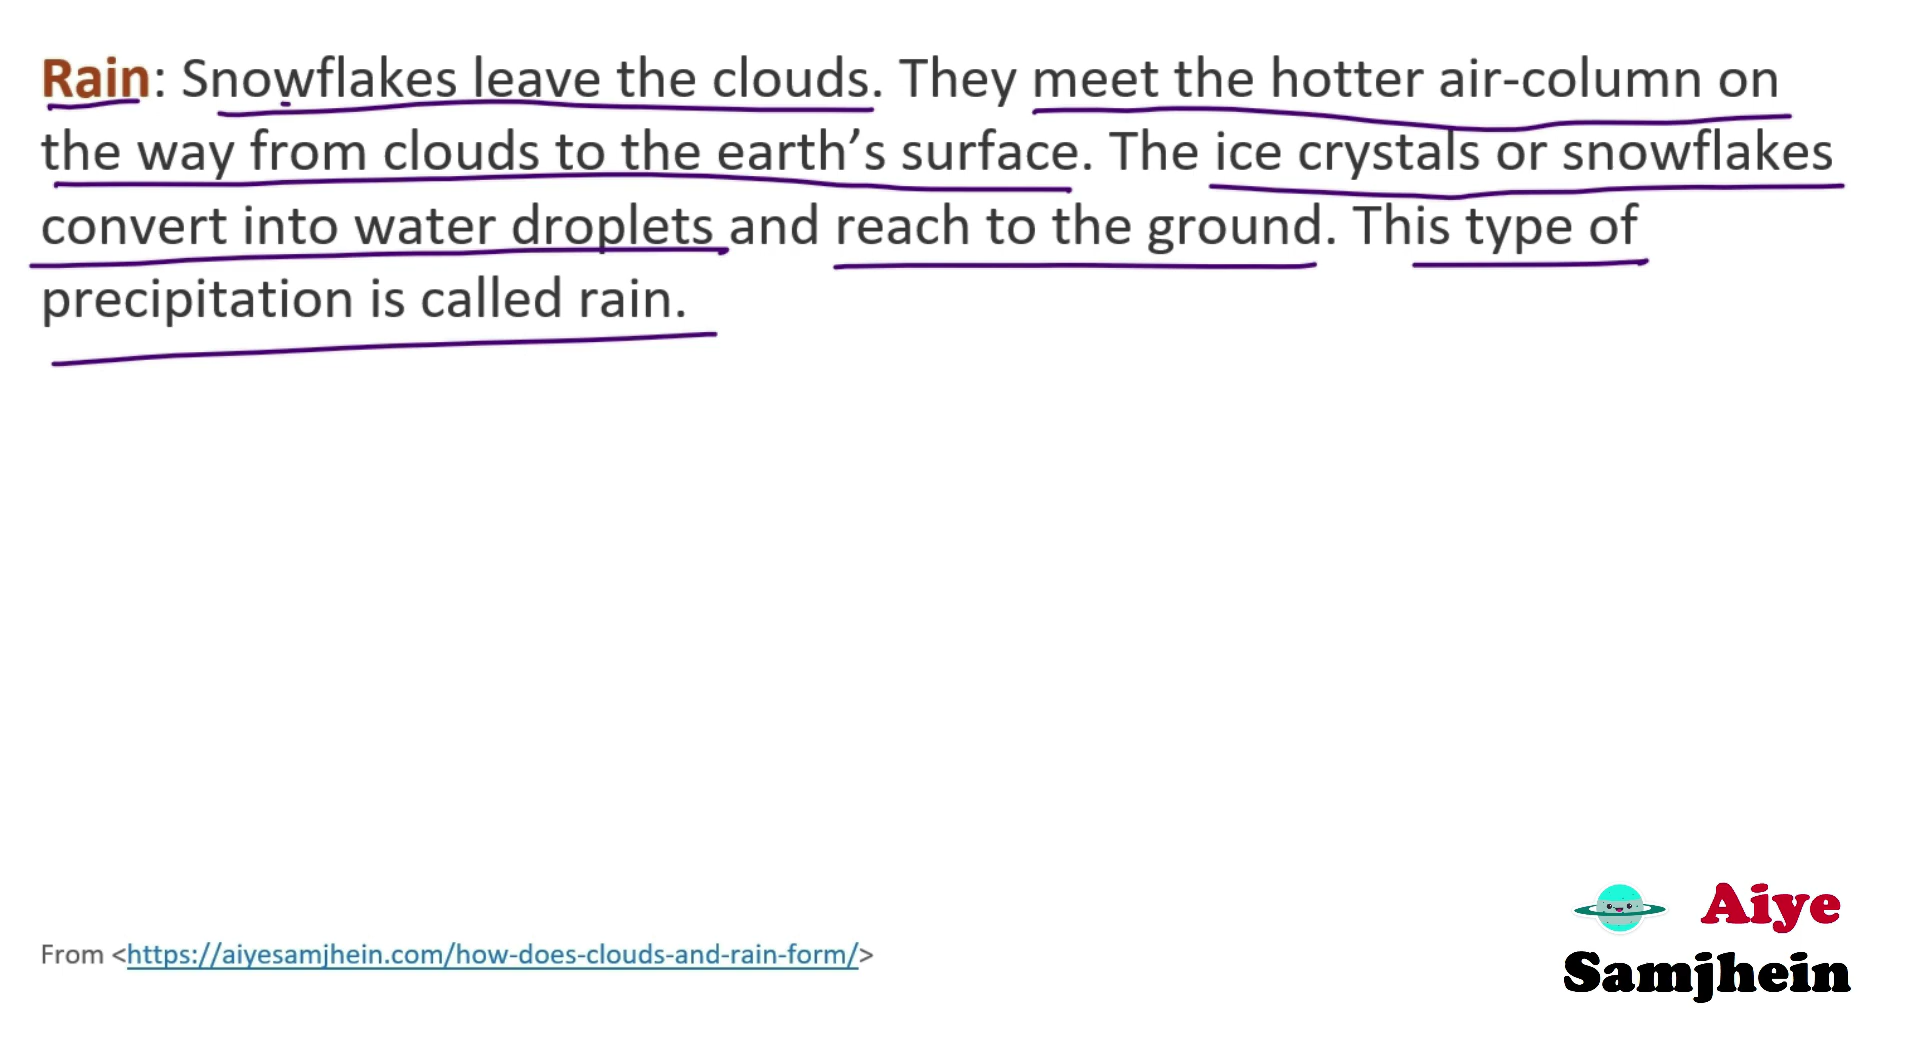 Rain: Snowflakes leave the clouds. They meet the hotter air-column on
the way from clouds to the earth’s surface. The ice crystals or snowflakes
convert into water droplets and reach to the ground. This type of
precipitation is called rain.
From <https://aiyesamjhein.com/how-does-clouds-and-rain-form/>
Aiye
Samjhein